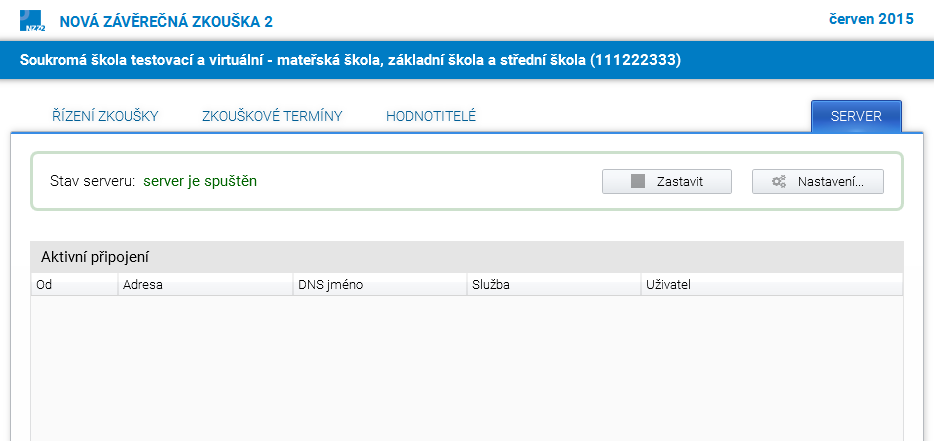 NZZ2
NOVÁ ZÁVĚREČNÁ ZKOUŠKA 2
červen 2015
Soukromá škola testovací a virtuální - mateřská škola, základní škola a střední škola (111222333)
ŘÍZENÍ ZKOUŠKY ZKOUŠKOVÉ TERMÍNY HODNOTITELÉ SERVER
Stav serveru: server je spuštěn Zastavit Nastavení...
Aktivní připojení
Od Adresa DNS jméno Služba Uživatel